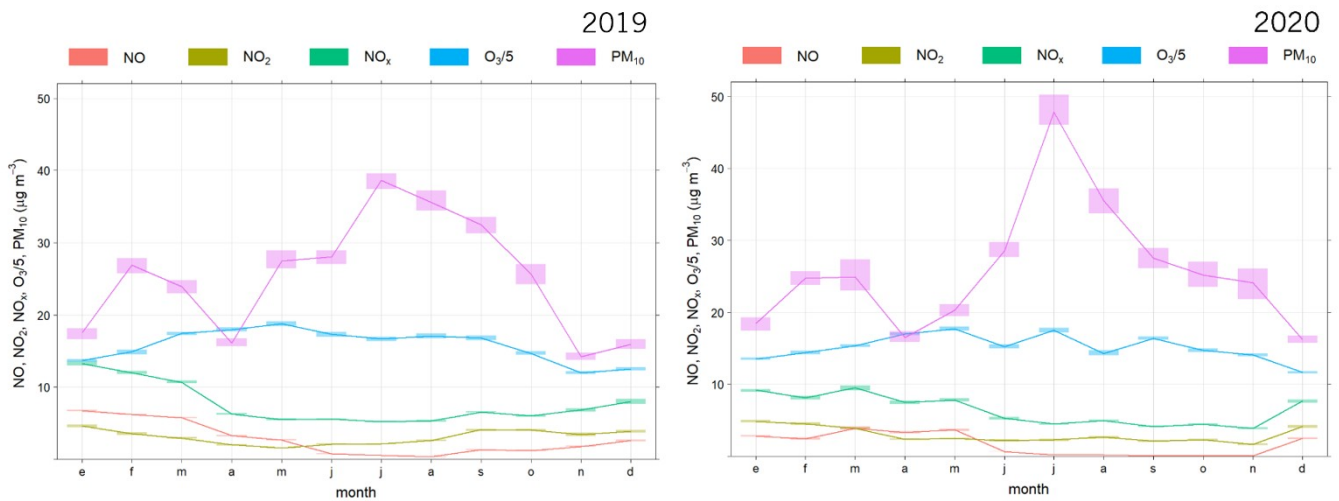 2019
NO NO₂ NOₓ O₃/5 PM₁₀
50
40
30
20
10
NO, NO₂, NOₓ, O₃/5, PM₁₀ (µg m⁻³)
e f m a m j j a s o n d
month
2020
NO NO₂ NOₓ O₃/5 PM₁₀
50
40
30
20
10
NO, NO₂, NOₓ, O₃/5, PM₁₀ (µg m⁻³)
e f m a m j j a s o n d
month